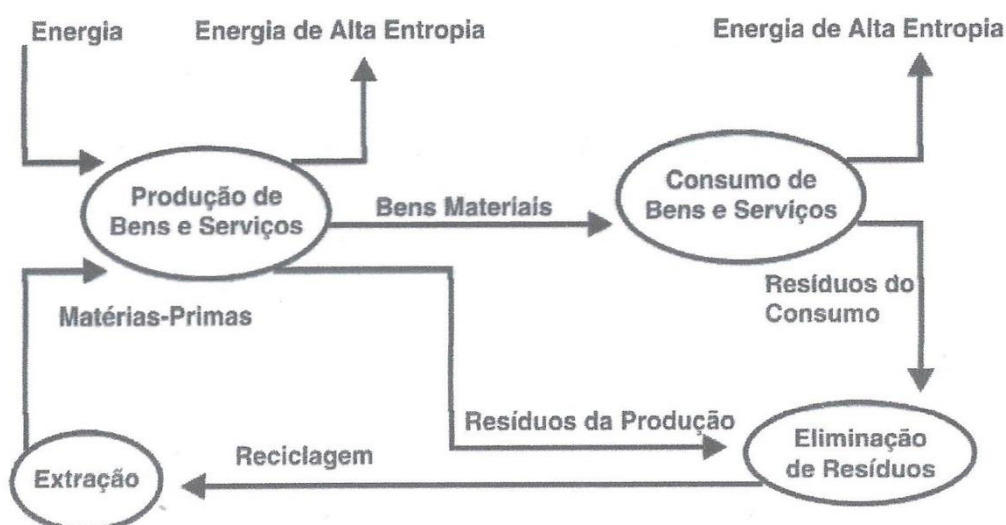 Energia
Energia de Alta Entropia
Energia de Alta Entropia
Produção de
Bens e Serviços
Bens Materiais
Consumo de
Bens e Serviços
Matérias-Primas
Resíduos do
Consumo
Extração
Reciclagem
Resíduos da Produção
Eliminação
de Resíduos